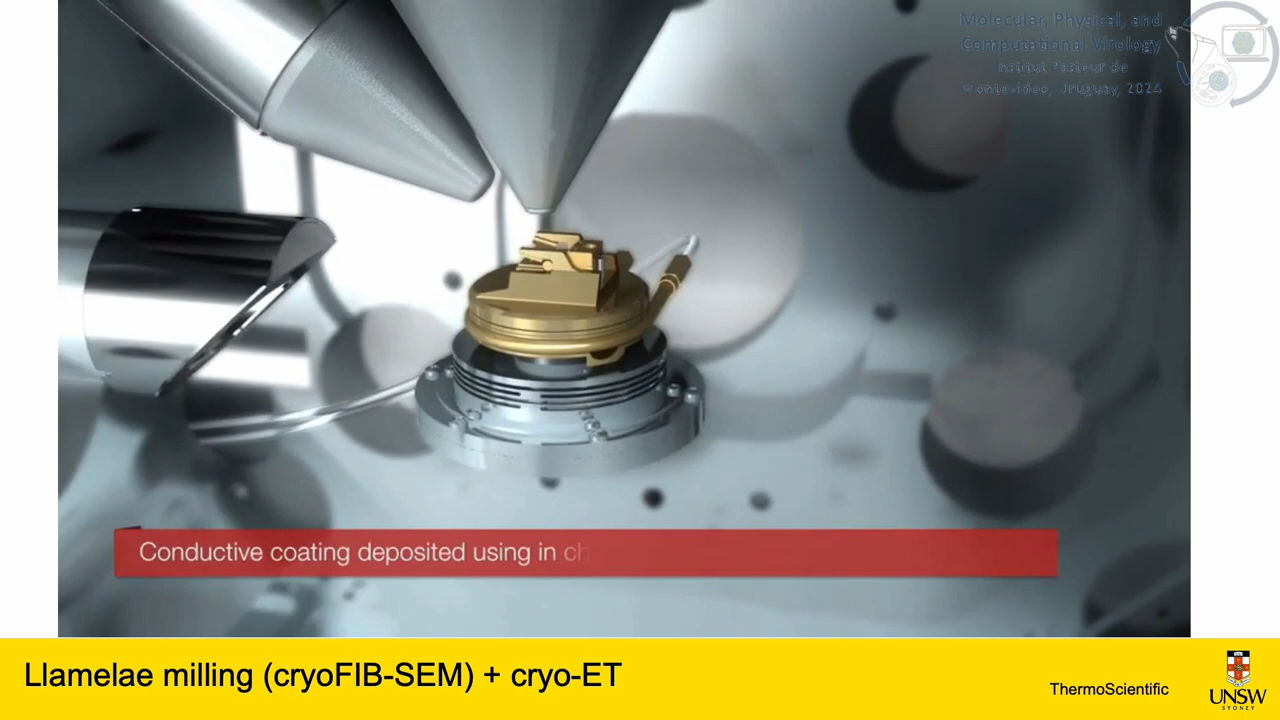 Molecular, Physical, and
Computational Virology
Institut Pasteur de
Montevideo, Uruguay, 2024
Conductive coating deposited using in ch
Llamelae milling (cryoFIB-SEM) + cryo-ET
ThermoScientific
UNSW
SYDNEY